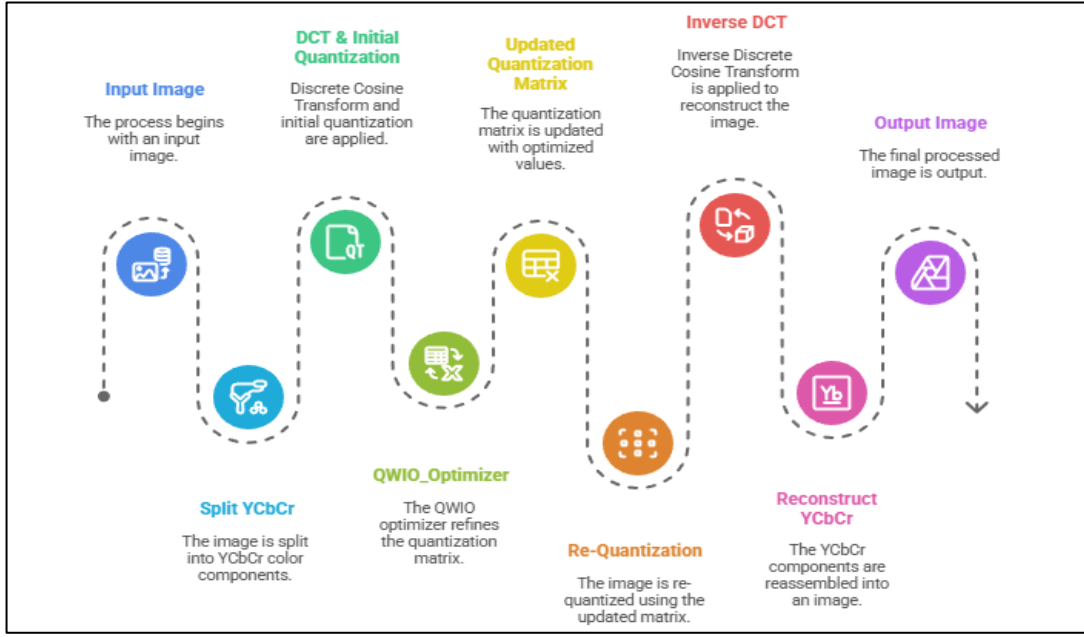 Input Image
The process begins
with an input
image.
Split YCbCr
The image is split
into YCbCr color
components.
DCT & Initial
Quantization
Discrete Cosine
Transform and
initial quantization
are applied.
QT
QWIO_Optimizer
The QWIO
optimizer refines
the quantization
matrix.
Updated
Quantization
Matrix
The quantization
matrix is updated
with optimized
values.
Re-Quantization
The image is re-
quantized using the
updated matrix.
Inverse DCT
Inverse Discrete
Cosine Transform
is applied to
reconstruct the
image.
Yb
Reconstruct
YCbCr
The YCbCr
components are
reassembled into
an image.
Output Image
The final processed
image is output.